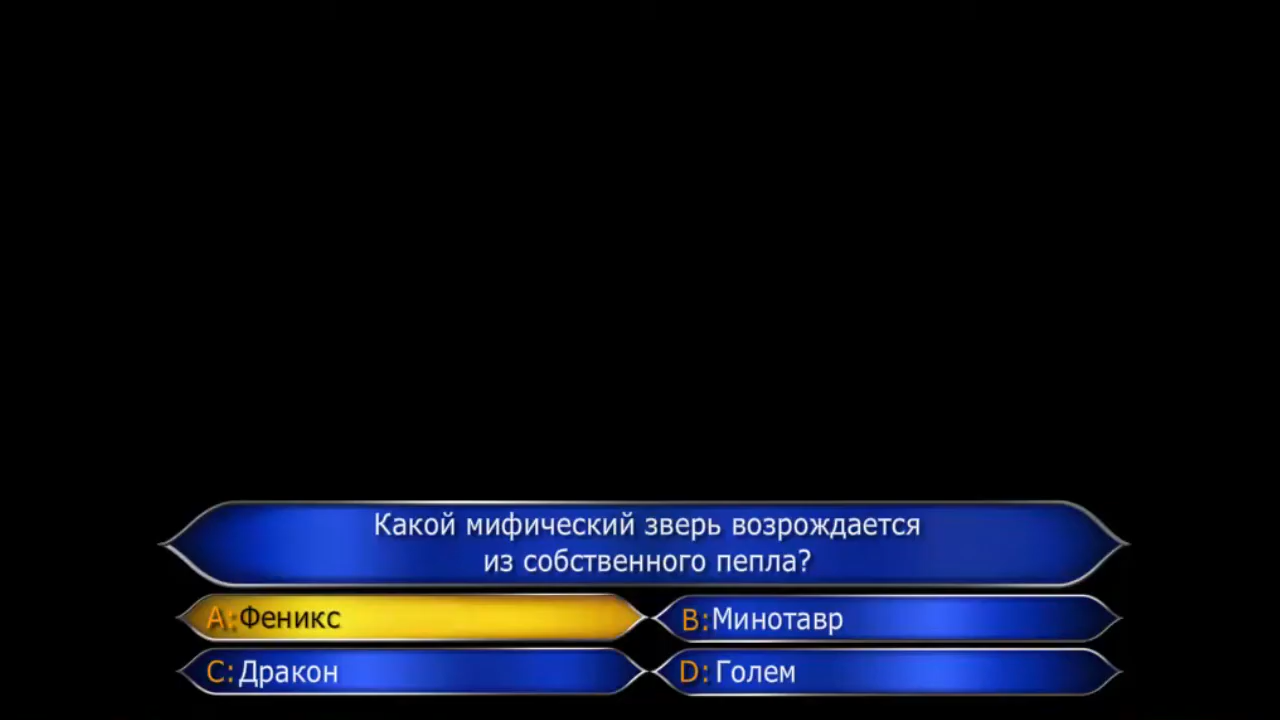 Какой мифический зверь возрождается
из собственного пепла?
A:Феникс
B:Минотавр
C:Дракон
D:Голем